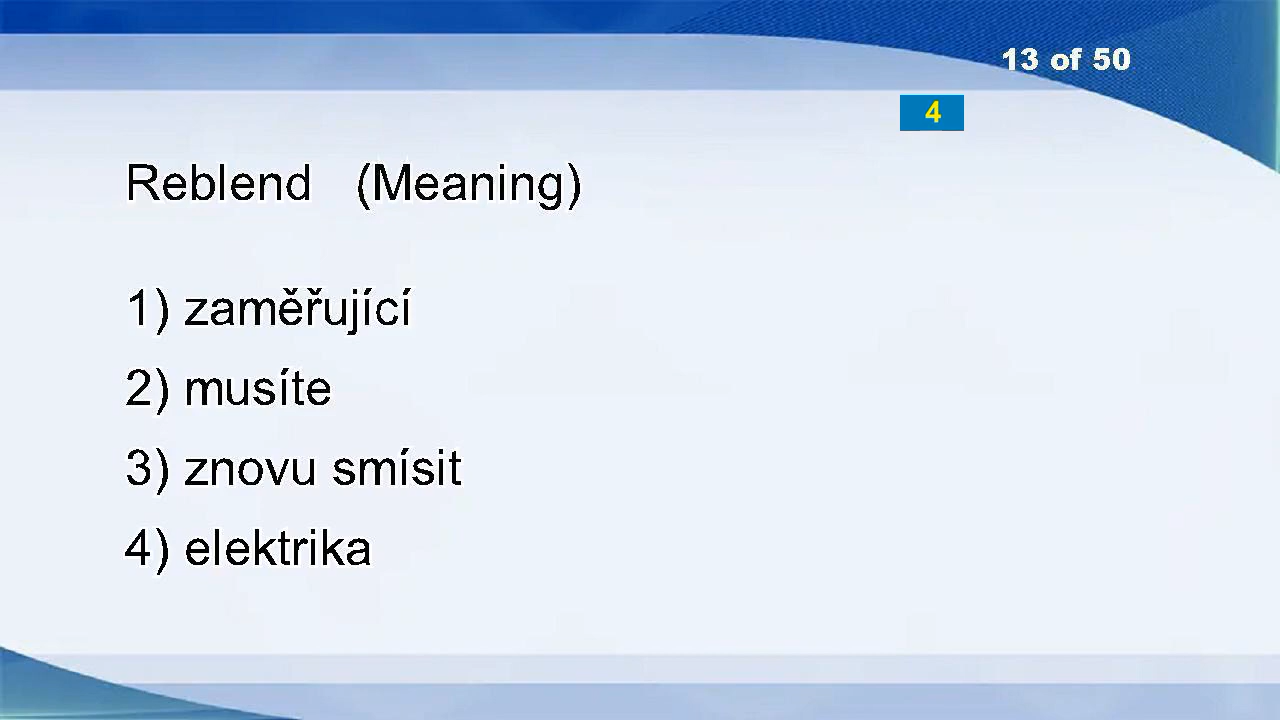 13 of 50
4
Reblend (Meaning)
1) zaměřující
2) musíte
3) znovu smísit
4) elektrika